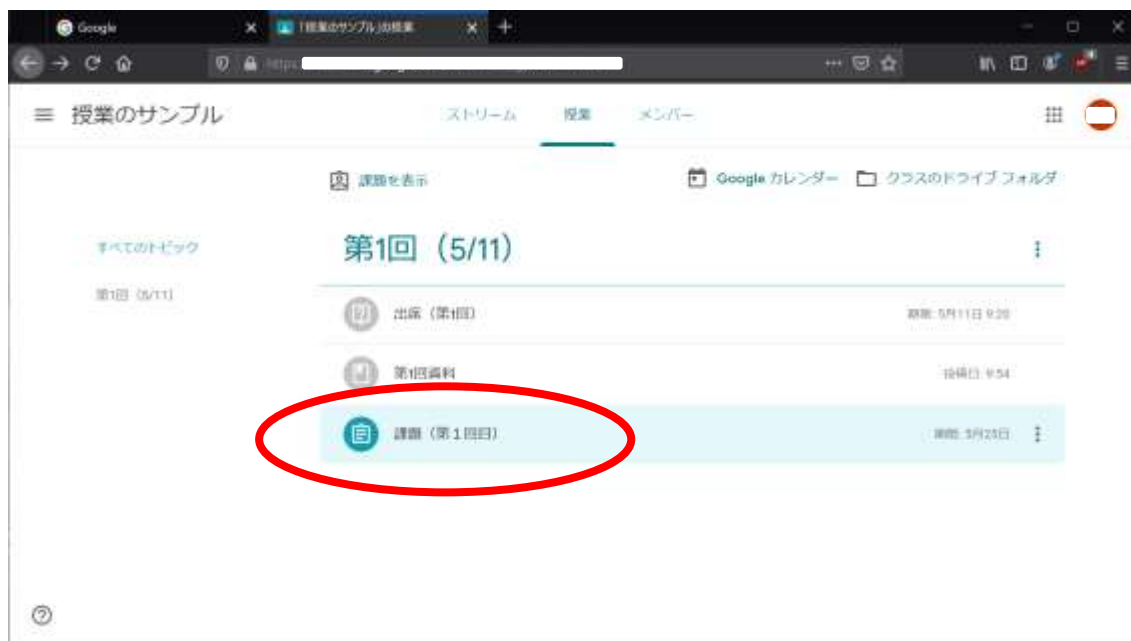 Google
「授業のサンプル」の授業
https:
授業のサンプル
ストリーム
授業
メンバー
課題を表示
Google カレンダー
クラスのドライブ フォルダ
すべてのトピック
第1回 (5/11)
第1回（5/11）
出席（第1回）
期限: 5月11日 9:20
第1回資料
投稿日: 9:54
課題（第１回目）
期限: 5月25日